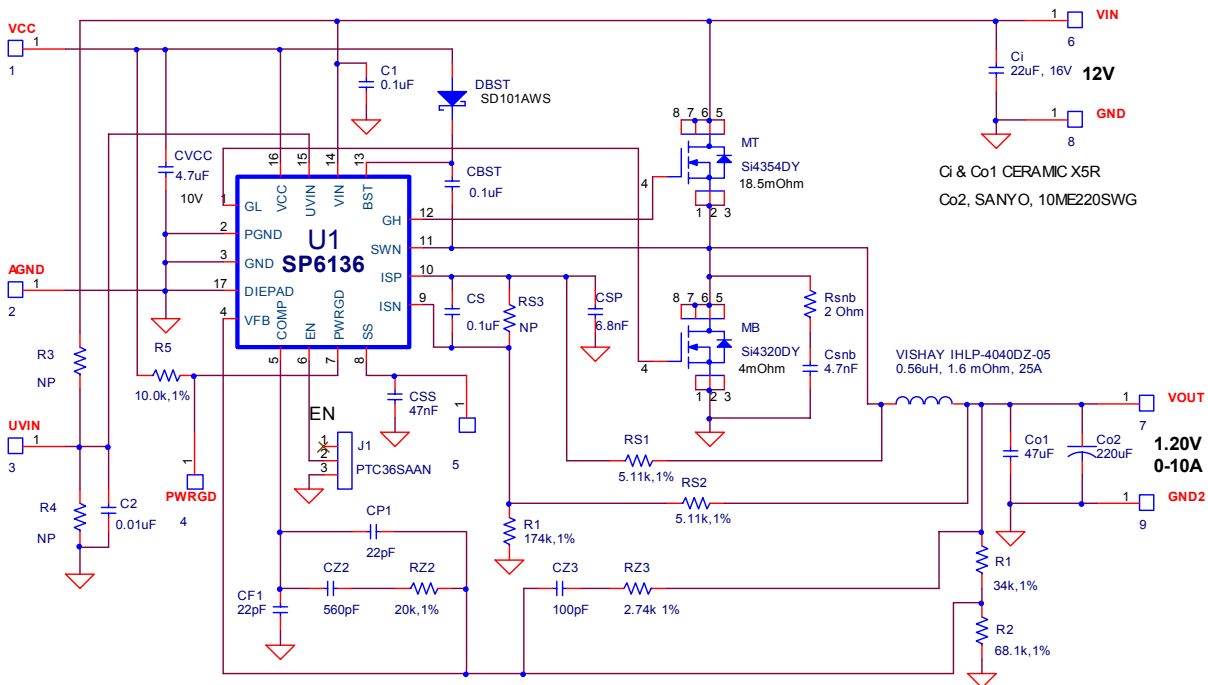 VCC
1
1
C1
0.1uF
DBST
SD101AWS
VIN
1
6
Ci
22uF, 16V
12V
GND
1
8
Ci & Co1 CERAMIC X5R
Co2, SANYO, 10ME220SWG
CVCC
4.7uF
10V
16
15
14
13
VCC
UVIN
VIN
BST
CBST
0.1uF
8 7 6 5
MT
Si4354DY
18.5mOhm
4
1 2 3
1
GL
2
PGND
3
GND
17
DIEPAD
4
VFB
U1
SP6136
GH
12
SWN
11
ISP
10
ISN
9
COMP
EN
PWRGD
SS
5
6
7
8
AGND
1
2
CS
0.1uF
RS3
NP
CSP
6.8nF
8 7 6 5
MB
Si4320DY
4mOhm
4
1 2 3
Rsnb
2 Ohm
Csnb
4.7nF
VISHAY IHLP-4040DZ-05
0.56uH, 1.6 mOhm, 25A
R3
NP
R5
10.0k,1%
CSS
47nF
1
5
EN
1
2
3
J1
PTC36SAAN
UVIN
1
3
1
PWRGD
4
R4
NP
C2
0.01uF
RS1
5.11k,1%
RS2
5.11k,1%
VOUT
1
7
Co1
47uF
Co2
220uF
1.20V
0-10A
GND2
1
9
CP1
22pF
R1
174k,1%
CF1
22pF
CZ2
560pF
RZ2
20k,1%
CZ3
100pF
RZ3
2.74k 1%
R1
34k,1%
R2
68.1k,1%